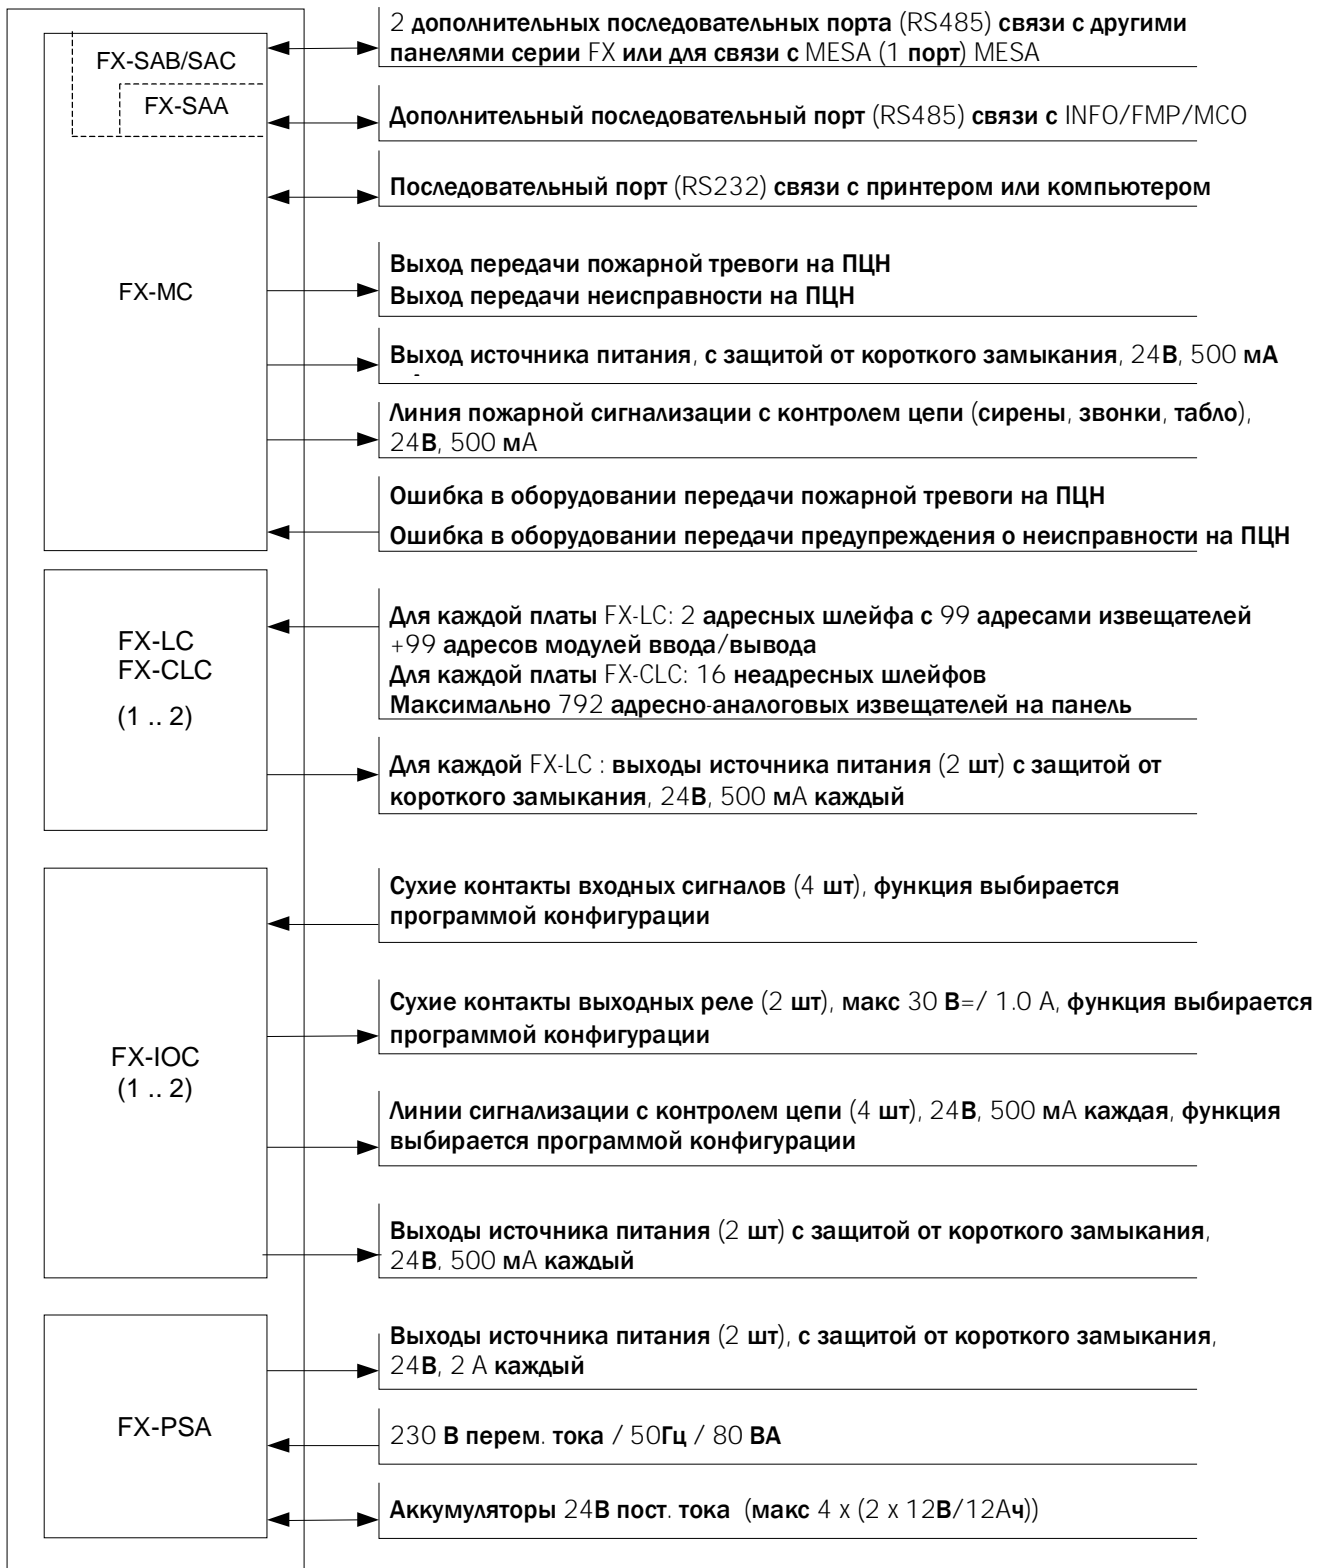 2 дополнительных последовательных порта (RS485) связи с другими
панелями серии FX или для связи с MESA (1 порт) MESA
FX-SAB/SAC
FX-SAA
Дополнительный последовательный порт (RS485) связи с INFO/FMP/MCO
Последовательный порт (RS232) связи с принтером или компьютером
FX-MC
Выход передачи пожарной тревоги на ПЦН
Выход передачи неисправности на ПЦН
Выход источника питания, с защитой от короткого замыкания, 24В, 500 мА
Линия пожарной сигнализации с контролем цепи (сирены, звонки, табло),
24В, 500 мА
Ошибка в оборудовании передачи пожарной тревоги на ПЦН
Ошибка в оборудовании передачи предупреждения о неисправности на ПЦН
FX-LC
FX-CLC
(1 .. 2)
Для каждой платы FX-LC: 2 адресных шлейфа с 99 адресами извещателей
+99 адресов модулей ввода/вывода
Для каждой платы FX-CLC: 16 неадресных шлейфов
Максимально 792 адресно-аналоговых извещателей на панель
Для каждой FX-LC : выходы источника питания (2 шт) с защитой от
короткого замыкания, 24В, 500 мА каждый
FX-IOC
(1 .. 2)
Сухие контакты входных сигналов (4 шт), функция выбирается
программой конфигурации
Сухие контакты выходных реле (2 шт), макс 30 В=/ 1.0 А, функция выбирается
программой конфигурации
Линии сигнализации с контролем цепи (4 шт), 24В, 500 мА каждая, функция
выбирается программой конфигурации
Выходы источника питания (2 шт) с защитой от короткого замыкания,
24В, 500 мА каждый
FX-PSA
Выходы источника питания (2 шт), с защитой от короткого замыкания,
24В, 2 А каждый
230 В перем. тока / 50Гц / 80 ВА
Аккумуляторы 24В пост. тока (макс 4 x (2 x 12В/12Ач))